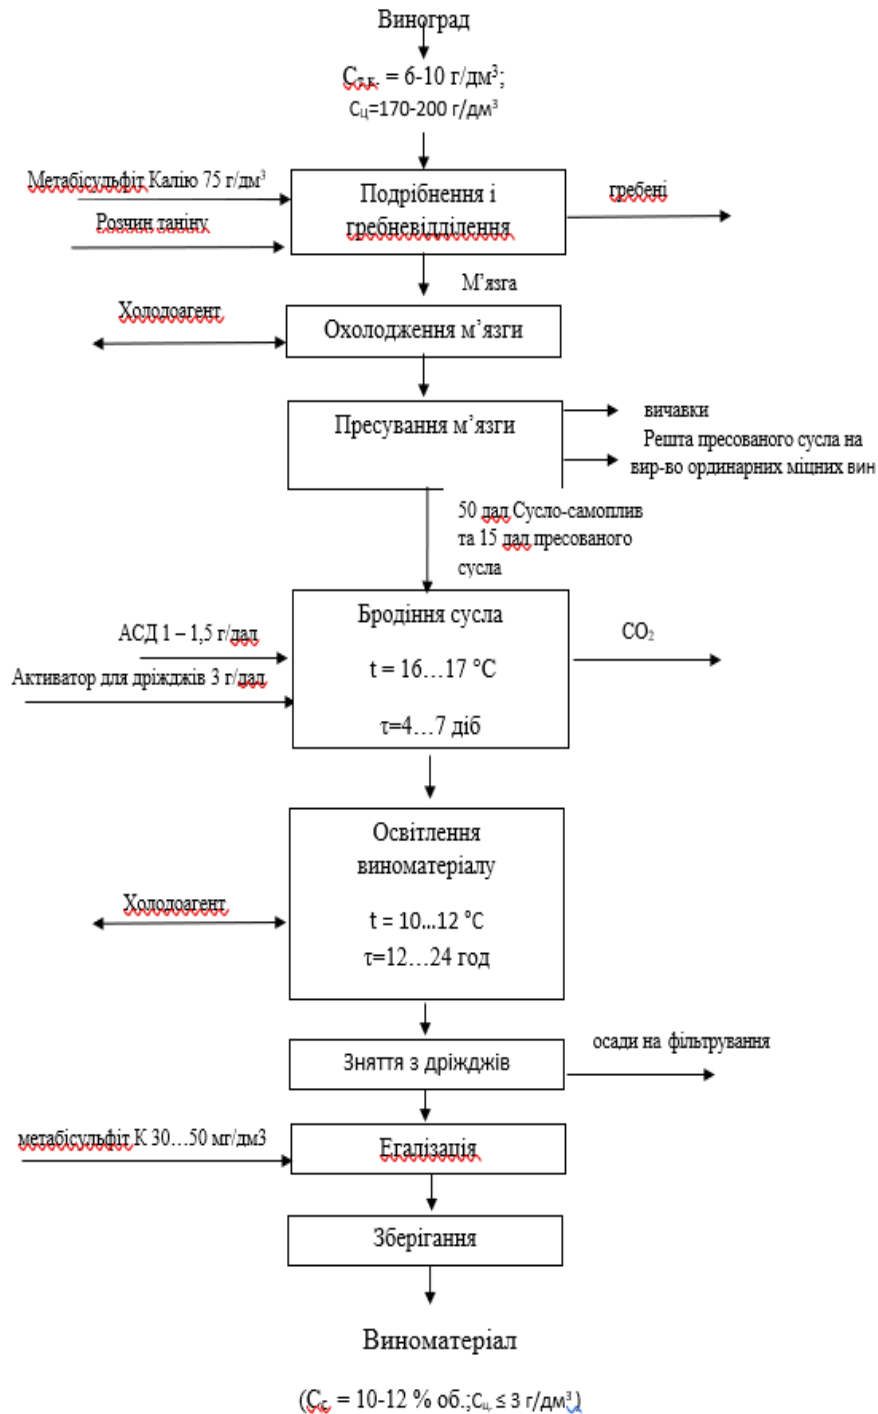 Виноград
Ст.к. = 6-10 г/дм³;
Сц=170-200 г/дм³
Метабісульфіт Калію 75 г/дм³
Розчин таніну
Подрібнення і
гребневідділення
гребені
М’язга
Холодоагент
Охолодження м’язги
Пресування м’язги
вичавки
Решта пресованого сусла на
вир-во ординарних міцних вин
50 дал Сусло-самоплив
та 15 дал пресованого
сусла
Бродіння сусла
t = 16…17 °С
τ=4…7 діб
АСД 1 – 1,5 г/дал
Активатор для дріжджів 3 г/дал
CO₂
Освітлення
виноматеріалу
t = 10…12 °С
τ=12…24 год
Холодоагент
Зняття з дріжджів
осади на фільтрування
метабісульфіт К 30…50 мг/дм3
Егалізація
Зберігання
Виноматеріал
(Сс. = 10-12 % об.;Сц. ≤ 3 г/дм³.)